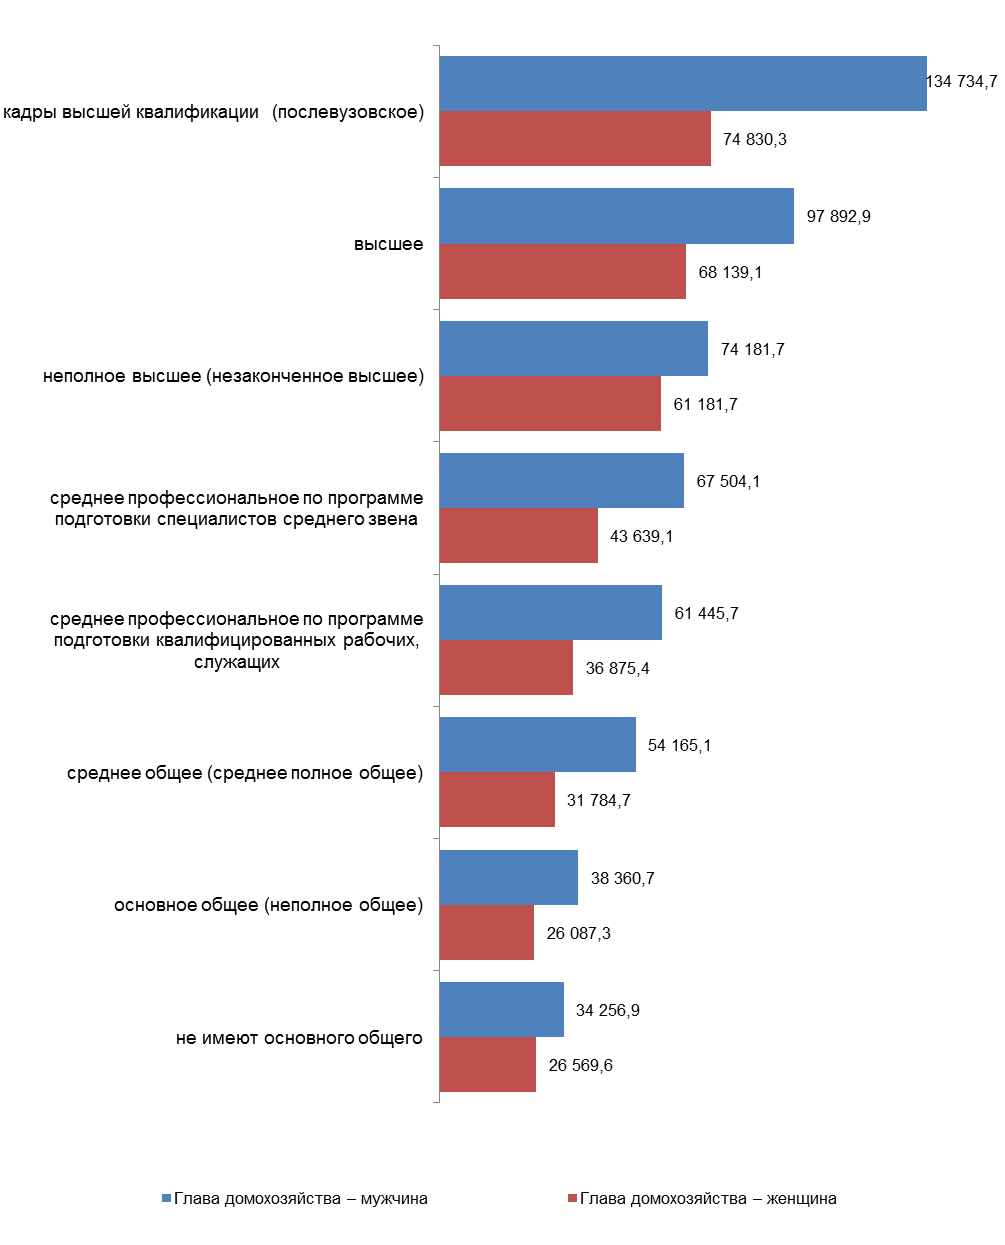 134 734,7
кадры высшей квалификации (послевузовское)
74 830,3
97 892,9
высшее
68 139,1
74 181,7
неполное высшее (незаконченное высшее)
61 181,7
67 504,1
среднее профессиональное по программе
подготовки специалистов среднего звена
43 639,1
61 445,7
среднее профессиональное по программе
подготовки квалифицированных рабочих,
служащих
36 875,4
54 165,1
среднее общее (среднее полное общее)
31 784,7
38 360,7
основное общее (неполное общее)
26 087,3
34 256,9
не имеют основного общего
26 569,6
Глава домохозяйства – мужчина
Глава домохозяйства – женщина